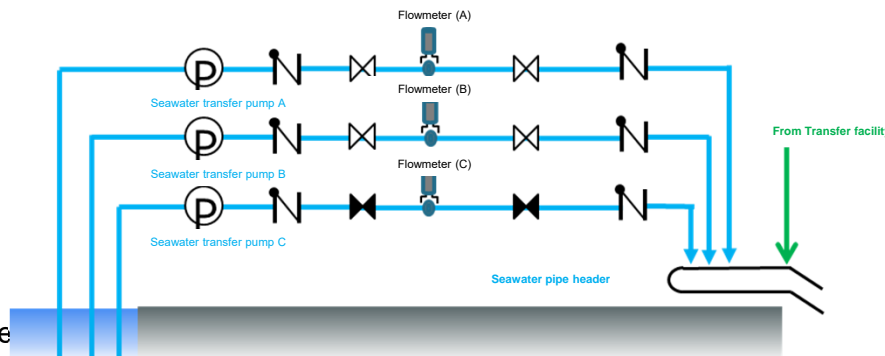 Flowmeter (A)
P
Seawater transfer pump A
Flowmeter (B)
P
Seawater transfer pump B
From Transfer facilit
Flowmeter (C)
P
Seawater transfer pump C
Seawater pipe header
e